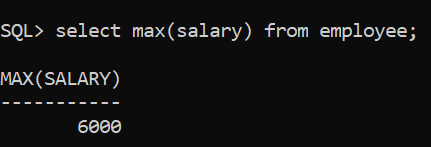 SQL> select max(salary) from employee;
MAX(SALARY)
-----------
6000